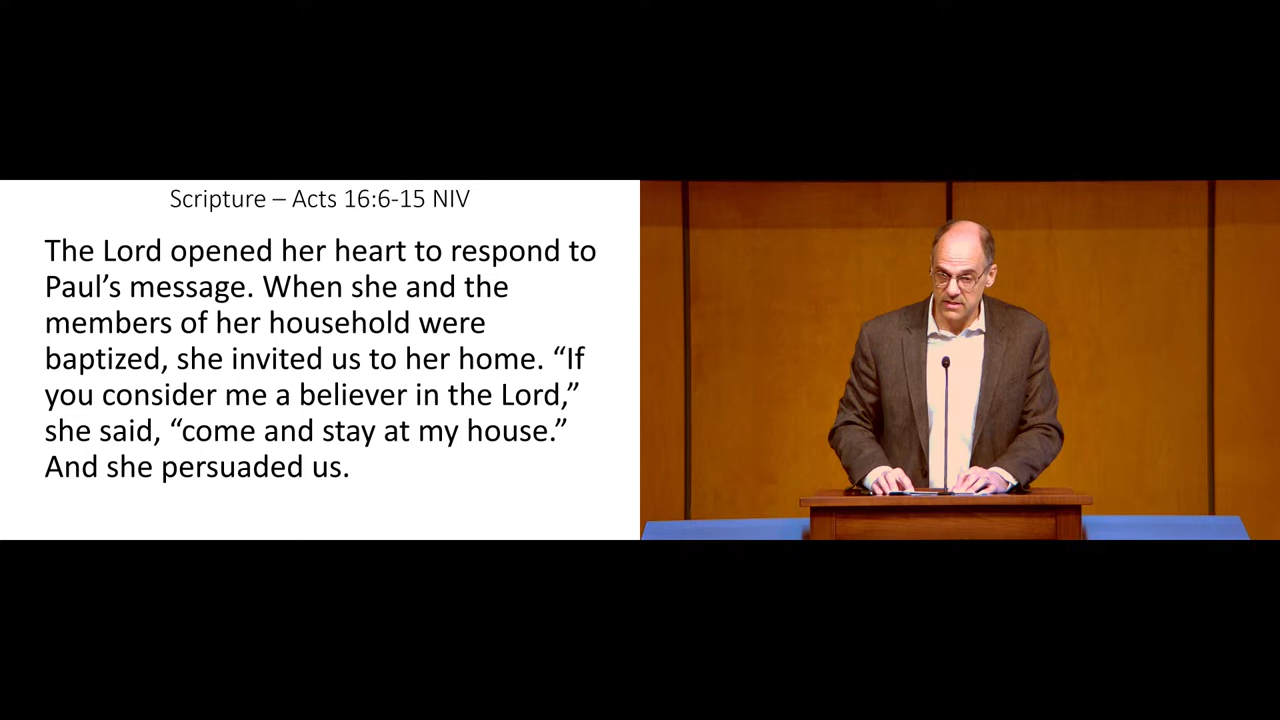 Scripture – Acts 16:6-15 NIV
The Lord opened her heart to respond to
Paul’s message. When she and the
members of her household were
baptized, she invited us to her home. “If
you consider me a believer in the Lord,”
she said, “come and stay at my house.”
And she persuaded us.